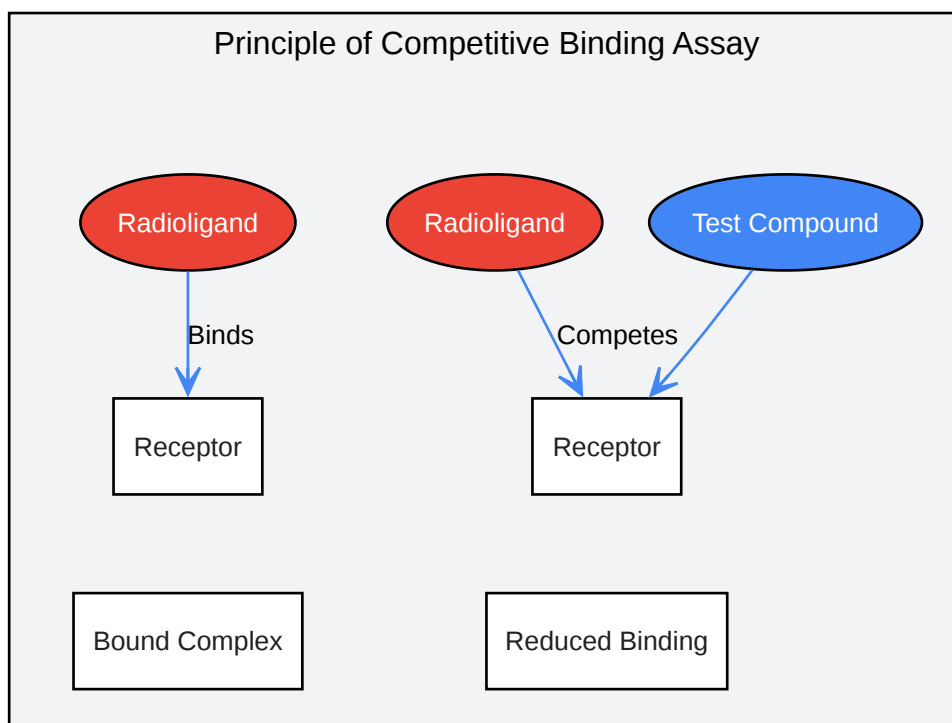 Principle of Competitive Binding Assay
Radioligand
Radioligand
Test Compound
Binds
Competes
Receptor
Receptor
Bound Complex
Reduced Binding